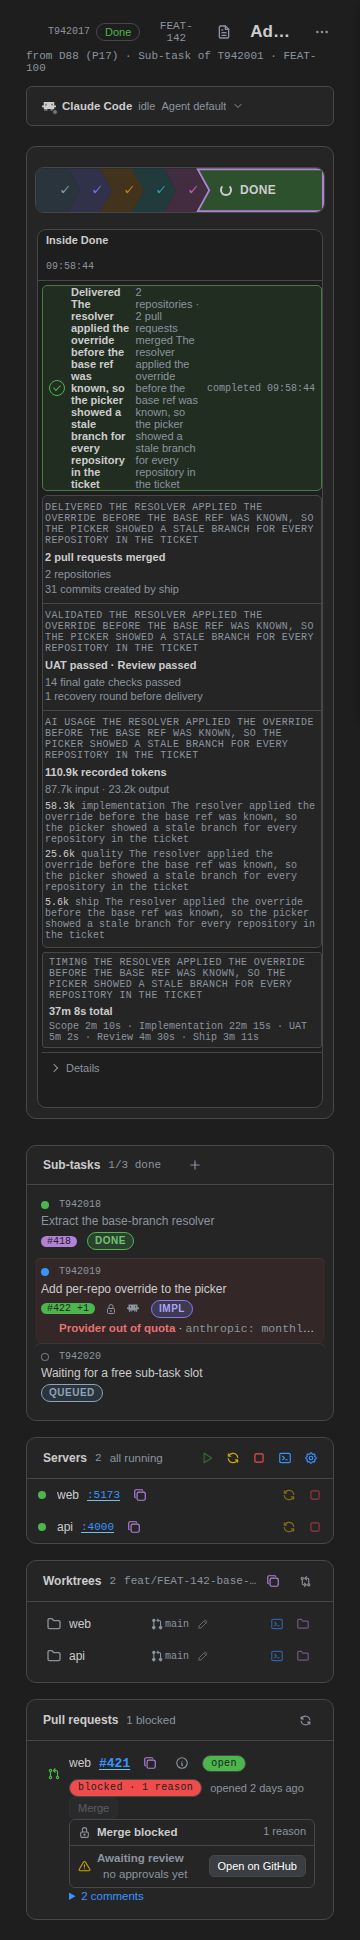 T942017 Done FEAT-142 Ad…
from D88 (P17) · Sub-task of T942001 · FEAT-100
Claude Code idle Agent default
DONE
Inside Done
09:58:44
Delivered The resolver applied the override before the base ref was known, so the picker showed a stale branch for every repository in the ticket
2 repositories · 2 pull requests merged The resolver applied the override before the base ref was known, so the picker showed a stale branch for every repository in the ticket
completed 09:58:44
DELIVERED THE RESOLVER APPLIED THE
OVERRIDE BEFORE THE BASE REF WAS KNOWN, SO
THE PICKER SHOWED A STALE BRANCH FOR EVERY
REPOSITORY IN THE TICKET
2 pull requests merged
2 repositories
31 commits created by ship
VALIDATED THE RESOLVER APPLIED THE
OVERRIDE BEFORE THE BASE REF WAS KNOWN, SO
THE PICKER SHOWED A STALE BRANCH FOR EVERY
REPOSITORY IN THE TICKET
UAT passed · Review passed
14 final gate checks passed
1 recovery round before delivery
AI USAGE THE RESOLVER APPLIED THE OVERRIDE
BEFORE THE BASE REF WAS KNOWN, SO THE
PICKER SHOWED A STALE BRANCH FOR EVERY
REPOSITORY IN THE TICKET
110.9k recorded tokens
87.7k input · 23.2k output
58.3k implementation The resolver applied the
override before the base ref was known, so
the picker showed a stale branch for every
repository in the ticket
25.6k quality The resolver applied the
override before the base ref was known, so
the picker showed a stale branch for every
repository in the ticket
5.6k ship The resolver applied the override
before the base ref was known, so the picker
showed a stale branch for every repository in
the ticket
TIMING THE RESOLVER APPLIED THE OVERRIDE
BEFORE THE BASE REF WAS KNOWN, SO THE
PICKER SHOWED A STALE BRANCH FOR EVERY
REPOSITORY IN THE TICKET
37m 8s total
Scope 2m 10s · Implementation 22m 15s · UAT
5m 2s · Review 4m 30s · Ship 3m 11s
Details
Sub-tasks 1/3 done
T942018
Extract the base-branch resolver
#418 DONE
T942019
Add per-repo override to the picker
#422 +1 IMPL
Provider out of quota · anthropic: monthl…
T942020
Waiting for a free sub-task slot
QUEUED
Servers 2 all running
web :5173
api :4000
Worktrees 2 feat/FEAT-142-base-…
web main
api main
Pull requests 1 blocked
web #421 open
blocked · 1 reason opened 2 days ago
Merge
Merge blocked 1 reason
Awaiting review
no approvals yet
Open on GitHub
2 comments